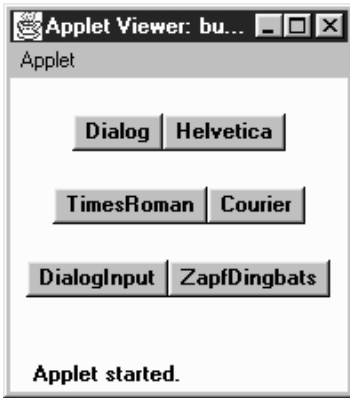 Applet Viewer: bu...
Applet
Dialog Helvetica
TimesRoman Courier
DialogInput ZapfDingbats
Applet started.